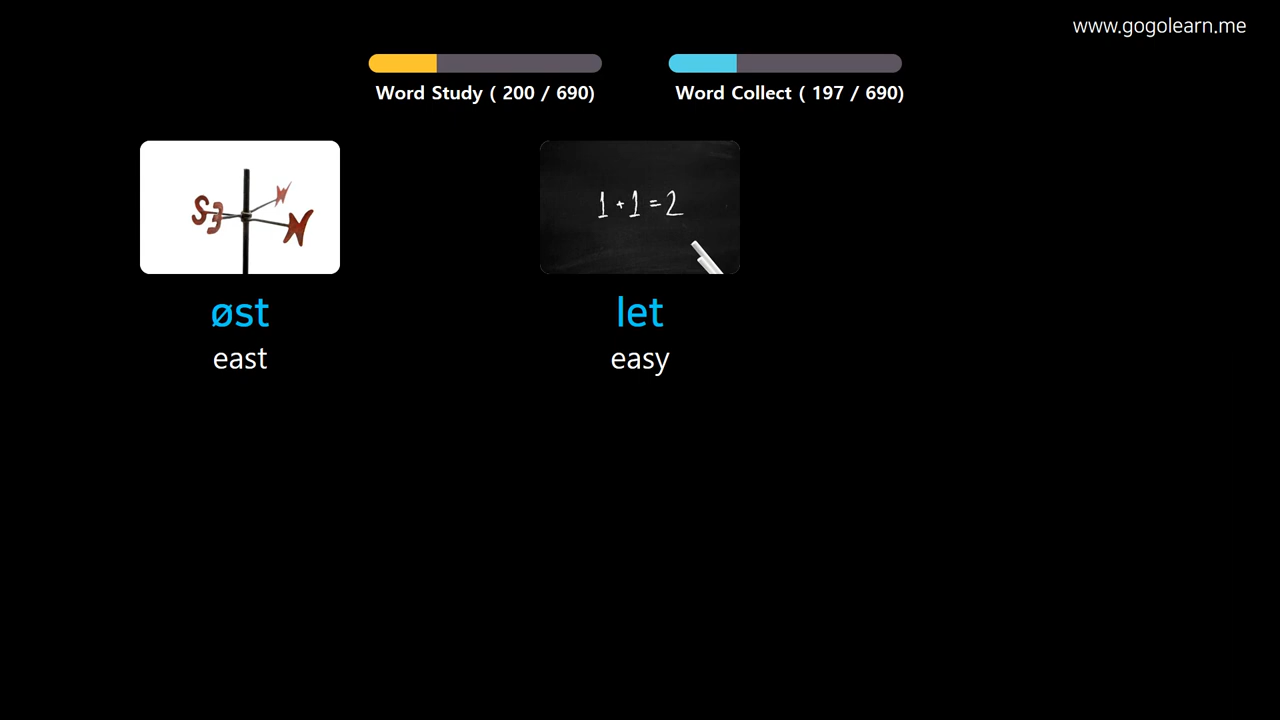 www.gogolearn.me
Word Study ( 200 / 690)
Word Collect ( 197 / 690)
1 + 1 = 2
øst
let
east
easy